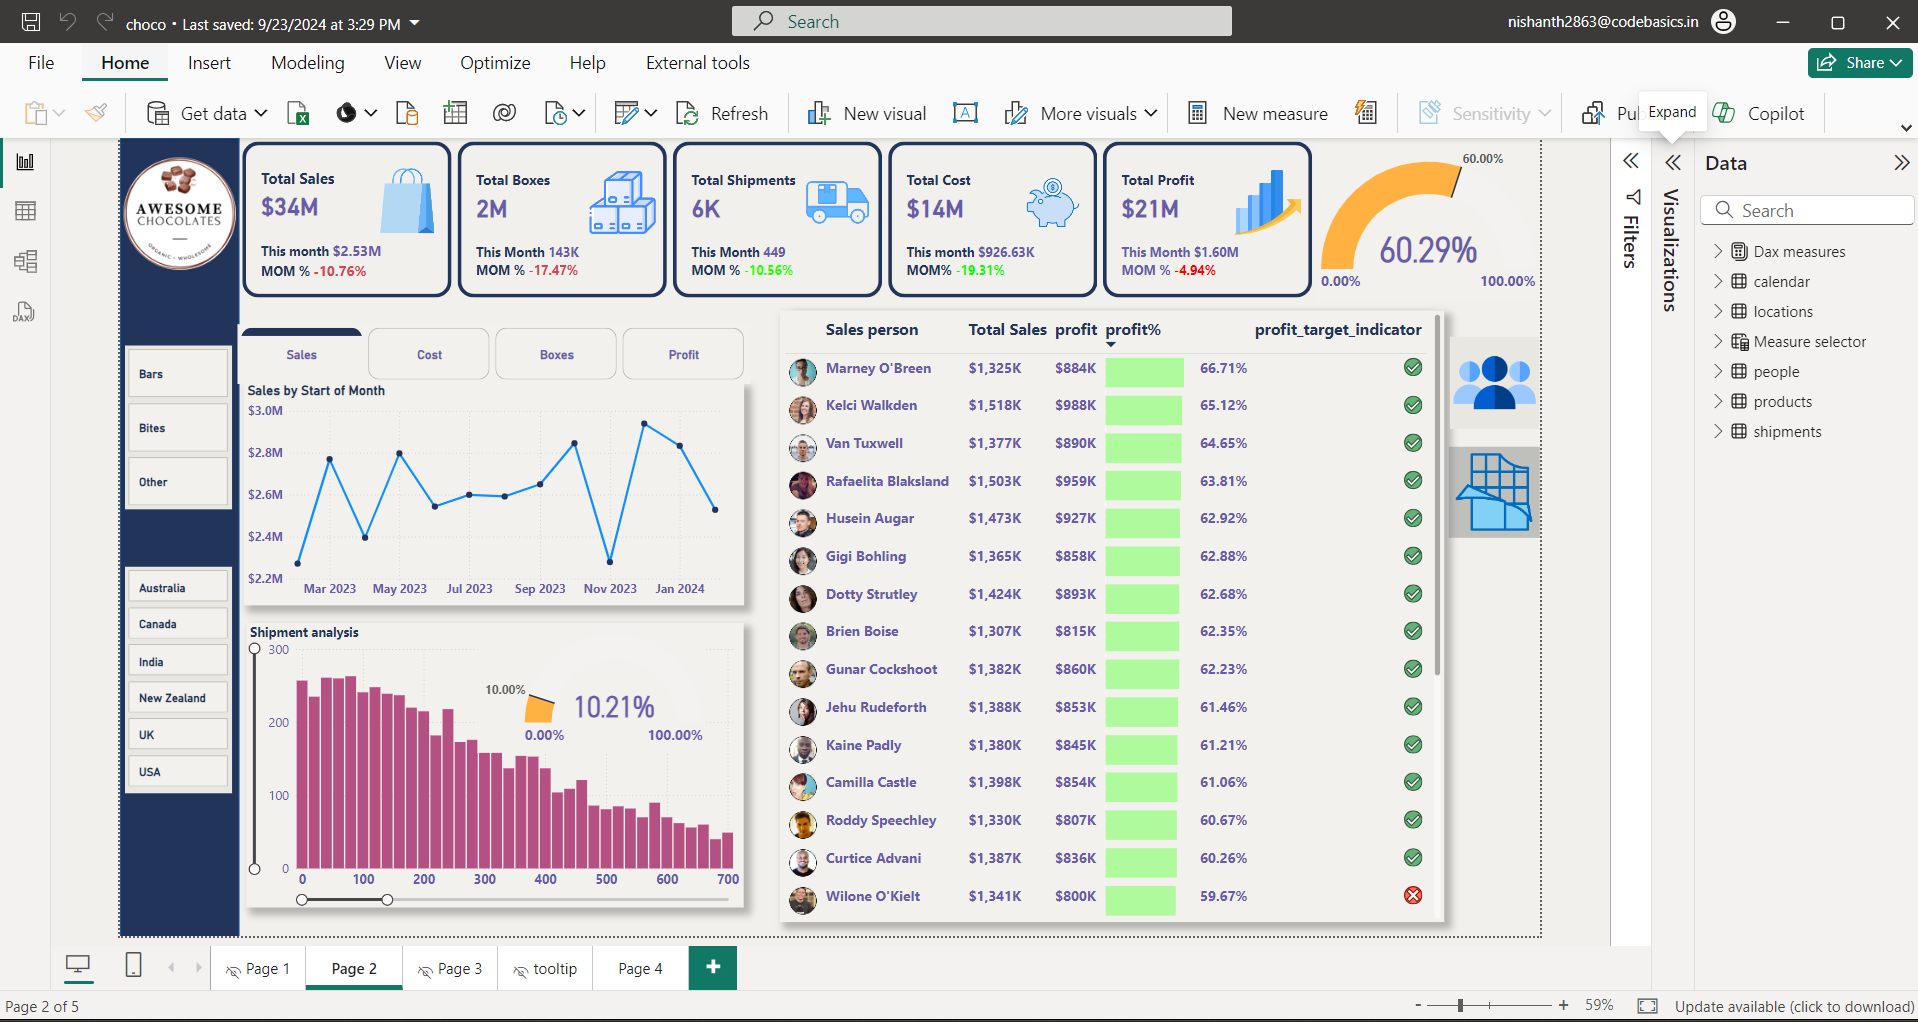 choco • Last saved: 9/23/2024 at 3:29 PM
Search
nishanth2863@codebasics.in
File Home Insert Modeling View Optimize Help External tools
Share
Get data
Refresh
New visual
More visuals
New measure
Sensitivity
Pu
Expand
Copilot
AWESOME
CHOCOLATES
ORGANIC • WHOLESOME
Total Sales
$34M
This month $2.53M
MOM % -10.76%
Total Boxes
2M
This Month 143K
MOM % -17.47%
Total Shipments
6K
This Month 449
MOM % -10.56%
Total Cost
$14M
This month $926.63K
MOM% -19.31%
Total Profit
$21M
This Month $1.60M
MOM % -4.94%
60.00%
60.29%
0.00%
100.00%
Bars
Bites
Other
Australia
Canada
India
New Zealand
UK
USA
Sales Cost Boxes Profit
Sales by Start of Month
$3.0M
$2.8M
$2.6M
$2.4M
$2.2M
Mar 2023 May 2023 Jul 2023 Sep 2023 Nov 2023 Jan 2024
Shipment analysis
300
200
100
0
0 100 200 300 400 500 600 700
10.00%
10.21%
0.00%
100.00%
Sales person Total Sales profit profit% profit_target_indicator
Marney O'Breen $1,325K $884K 66.71%
Kelci Walkden $1,518K $988K 65.12%
Van Tuxwell $1,377K $890K 64.65%
Rafaelita Blaksland $1,503K $959K 63.81%
Husein Augar $1,473K $927K 62.92%
Gigi Bohling $1,365K $858K 62.88%
Dotty Strutley $1,424K $893K 62.68%
Brien Boise $1,307K $815K 62.35%
Gunar Cockshoot $1,382K $860K 62.23%
Jehu Rudeforth $1,388K $853K 61.46%
Kaine Padly $1,380K $845K 61.21%
Camilla Castle $1,398K $854K 61.06%
Roddy Speechley $1,330K $807K 60.67%
Curtice Advani $1,387K $836K 60.26%
Wilone O'Kielt $1,341K $800K 59.67%
Filters
Visualizations
Data
Search
Dax measures
calendar
locations
Measure selector
people
products
shipments
DAX
Page 1
Page 2
Page 3
tooltip
Page 4
+
Page 2 of 5
- + 59%
Update available (click to download)